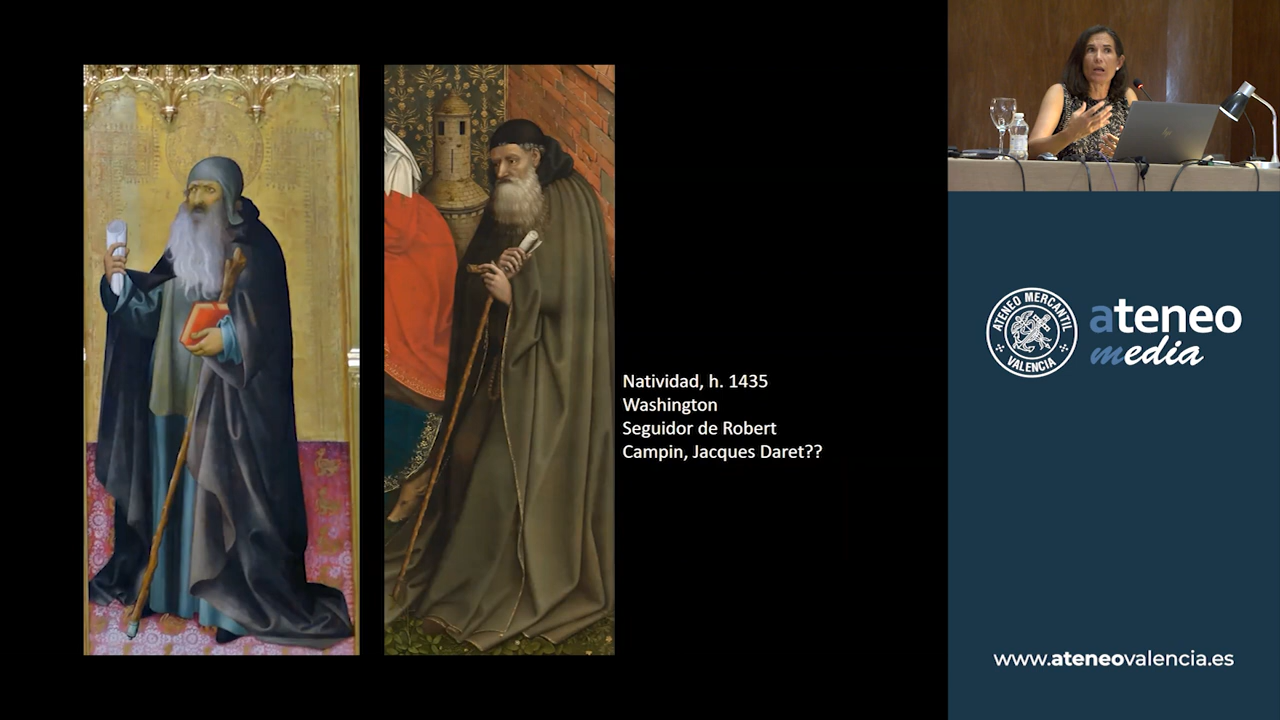 Natividad, h. 1435
Washington
Seguidor de Robert
Campin, Jacques Daret??
ATENEO MERCANTIL
VALENCIA
ateneo
media
www.ateneovalencia.es